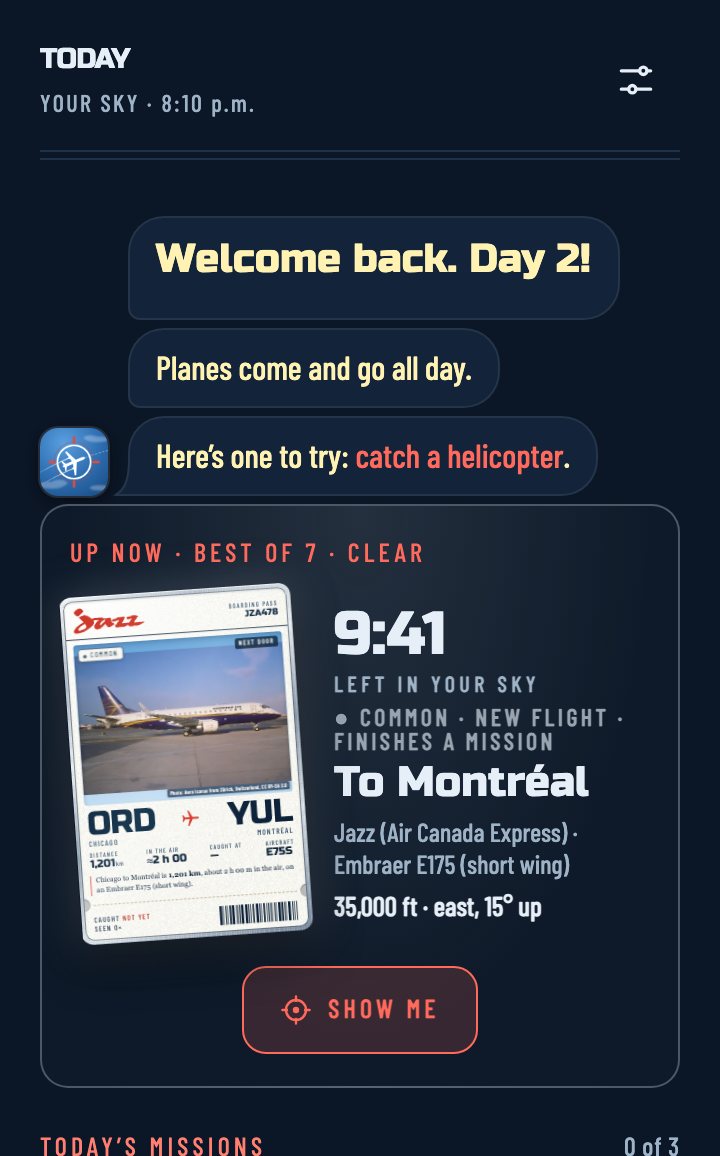 TODAY
YOUR SKY · 8:10 p.m.
Welcome back. Day 2!
Planes come and go all day.
Here's one to try: catch a helicopter.
UP NOW · BEST OF 7 · CLEAR
Jazz
BOARDING PASS
JZA478
COMMON
NEXT DOOR
ORD
YUL
CHICAGO
MONTRÉAL
DISTANCE
IN THE AIR
CAUGHT AT
AIRCRAFT
1,201km
≈2 h 00
—
E75S
Chicago to Montréal is 1,201 km, about 2 h 00 m in the air, on
an Embraer E175 (short wing).
CAUGHT NOT YET
SEEN 0×
9:41
LEFT IN YOUR SKY
● COMMON · NEW FLIGHT ·
FINISHES A MISSION
To Montréal
Jazz (Air Canada Express) ·
Embraer E175 (short wing)
35,000 ft · east, 15° up
SHOW ME
TODAY'S MISSIONS
0 of 3